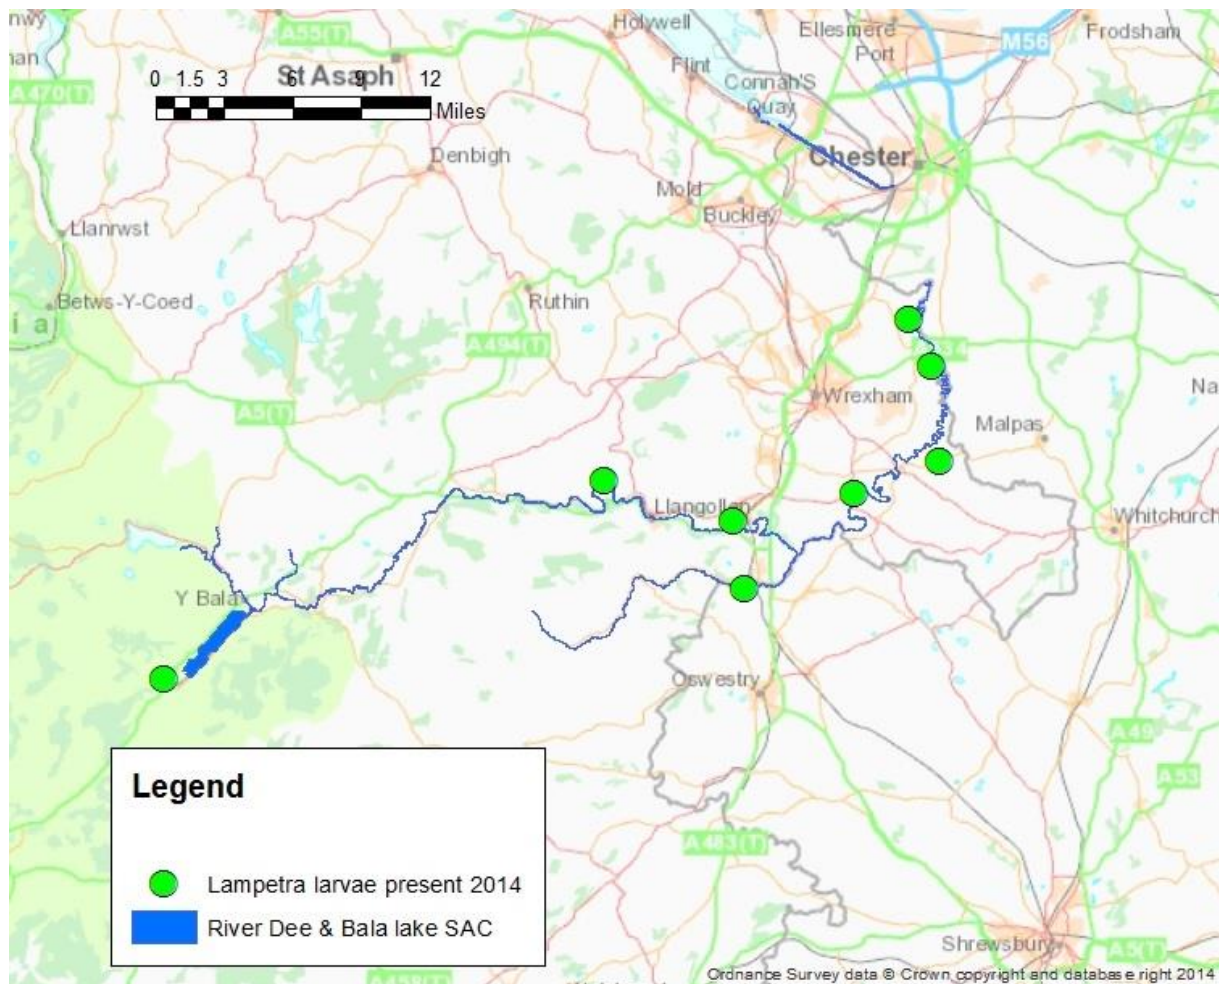 nwy
Holywell
Ellesmere
Port
Frodsham
A55(T)
M56
0 1.5 3 6 9 12
St Asaph
Miles
Flint
Connah'S
Quay
A470(T)
Chester
Denbigh
Mold
Buckley
Llanrwst
Betws-Y-Coed
Ruthin
A494(T)
A5(T)
Wrexham
Na
Malpas
Llangollen
Whitchurch
Y Bala
Oswestry
A49
A53
A483(T)
Legend
Lampetra larvae present 2014
River Dee & Bala lake SAC
Shrewsbury
A5(T)
A458(T)
Ordnance Survey data © Crown copyright and database right 2014